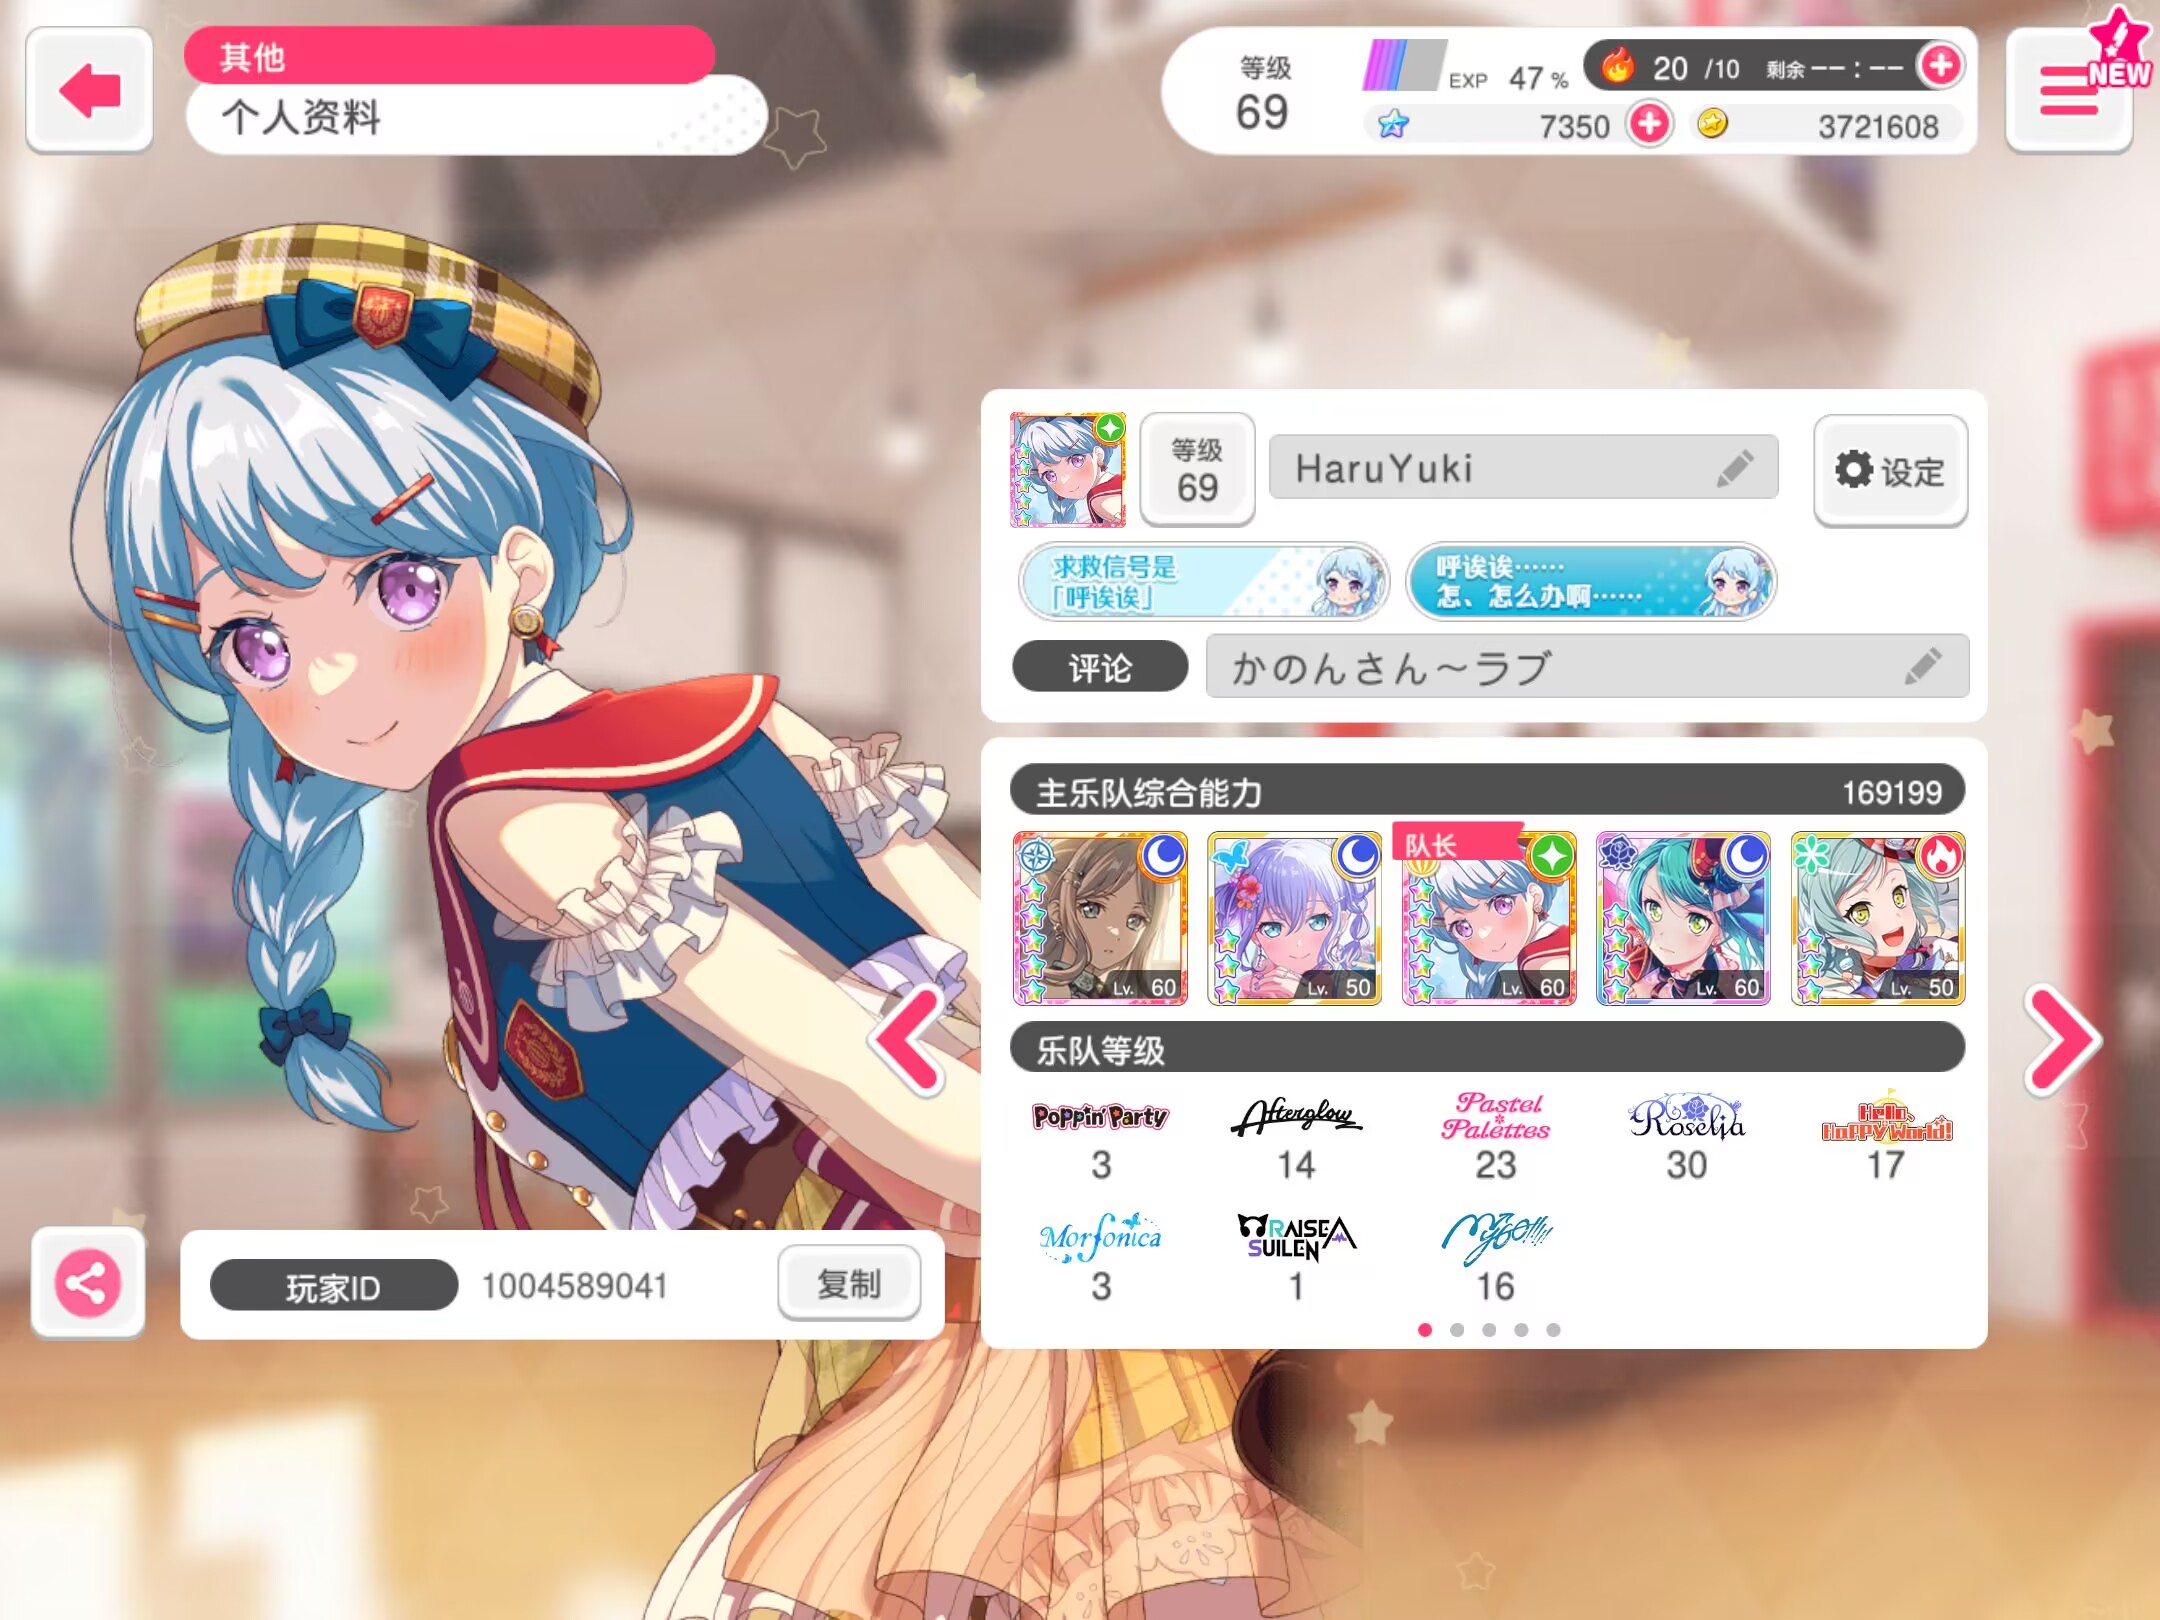 其他
个人资料
等级
69
EXP 47 %
20 /10 剩余 -- : --
7350
3721608
NEW
等级
69
HaruYuki
设定
求救信号是
「呼诶诶」
呼诶诶……
怎、怎么办啊……
评论
かのんさん～ラブ
主乐队综合能力
169199
队长
Lv. 60
Lv. 50
Lv. 60
Lv. 60
Lv. 50
乐队等级
Poppin'Party
Afterglow
Pastel Palettes
Roselia
Hello, Happy World!
3
14
23
30
17
Morfonica
RAISE A SUILEN
MyGO!!!!!
3
1
16
玩家ID
1004589041
复制